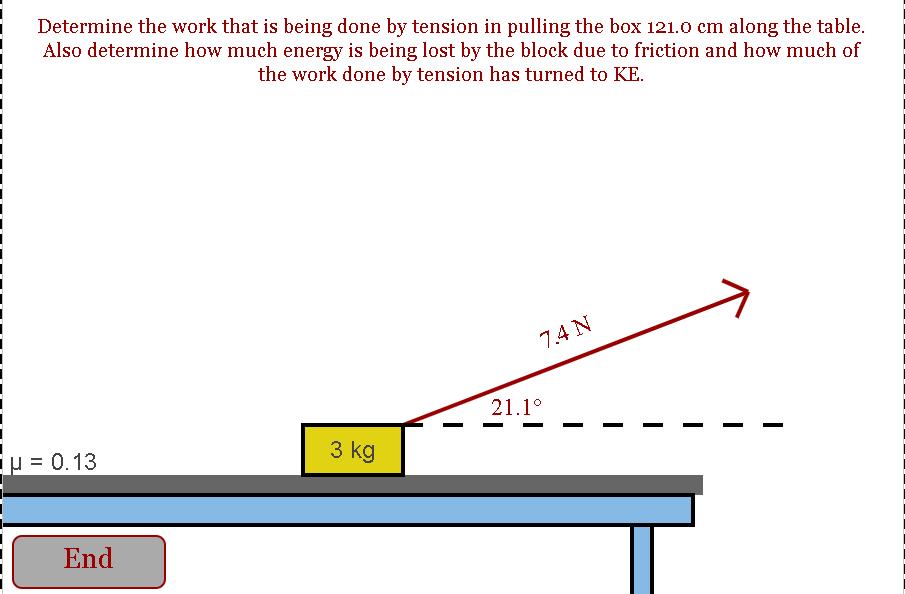 Determine the work that is being done by tension in pulling the box 121.0 cm along the table.
Also determine how much energy is being lost by the block due to friction and how much of
the work done by tension has turned to KE.
7.4 N
21.1°
3 kg
μ = 0.13
End